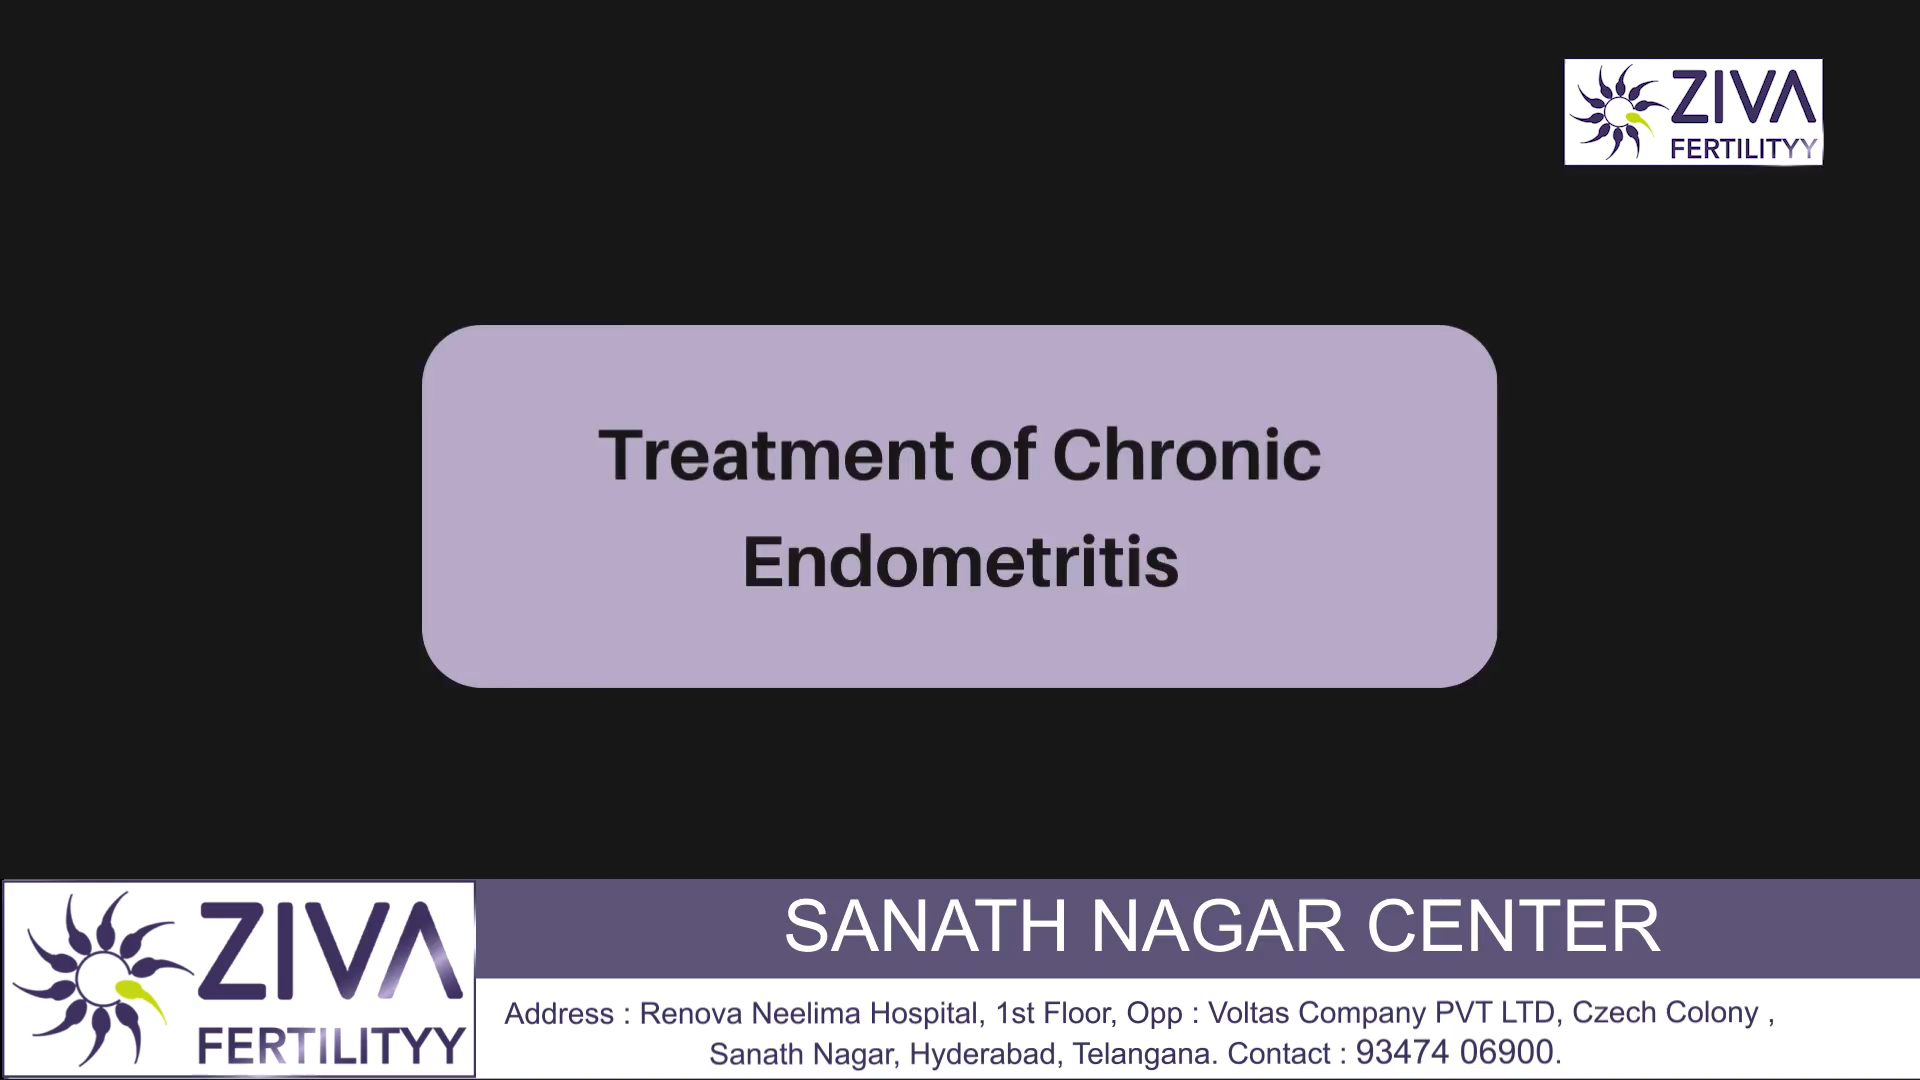 ZIVA
FERTILITYY
Treatment of Chronic
Endometritis
ZIVA
FERTILITYY
SANATH NAGAR CENTER
Address : Renova Neelima Hospital, 1st Floor, Opp : Voltas Company PVT LTD, Czech Colony ,
Sanath Nagar, Hyderabad, Telangana. Contact : 93474 06900.